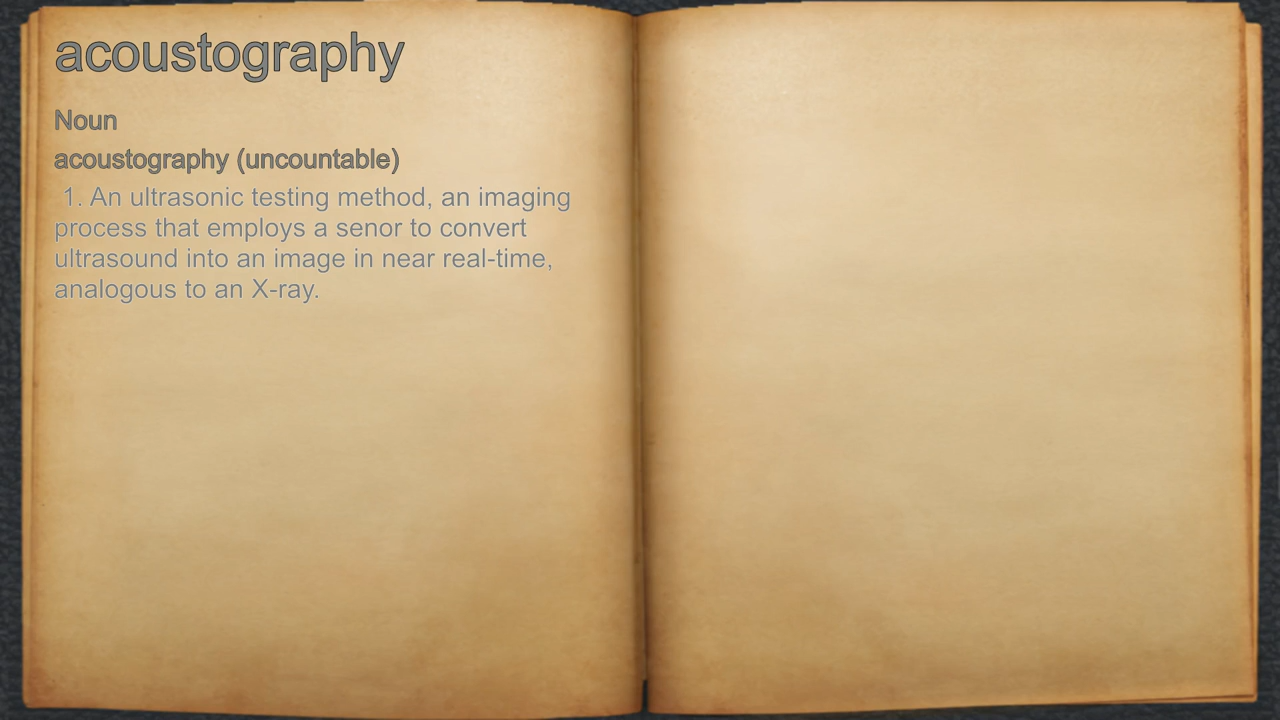 acoustography
Noun
acoustography (uncountable)
1. An ultrasonic testing method, an imaging
process that employs a senor to convert
ultrasound into an image in near real-time,
analogous to an X-ray.